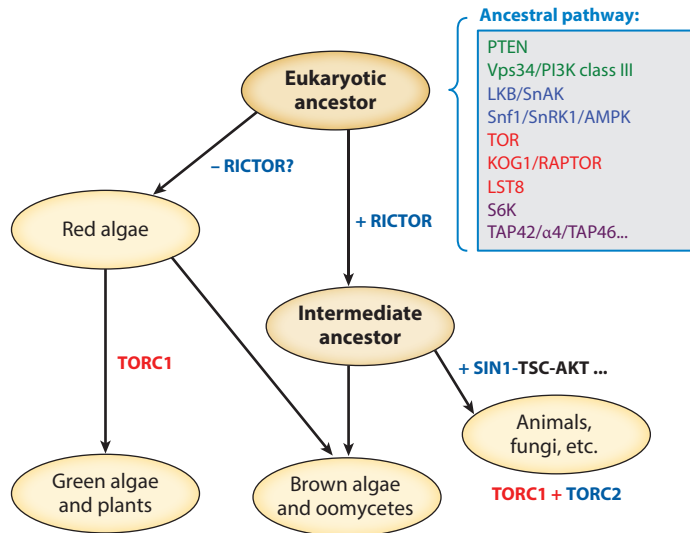 Ancestral pathway:
PTEN
Vps34/PI3K class III
LKB/SnAK
Snf1/SnRK1/AMPK
TOR
KOG1/RAPTOR
LST8
S6K
TAP42/α4/TAP46...
Eukaryotic
ancestor
– RICTOR?
+ RICTOR
Red algae
Intermediate
ancestor
TORC1
+ SIN1-TSC-AKT ...
Animals,
fungi, etc.
Green algae
and plants
Brown algae
and oomycetes
TORC1 + TORC2